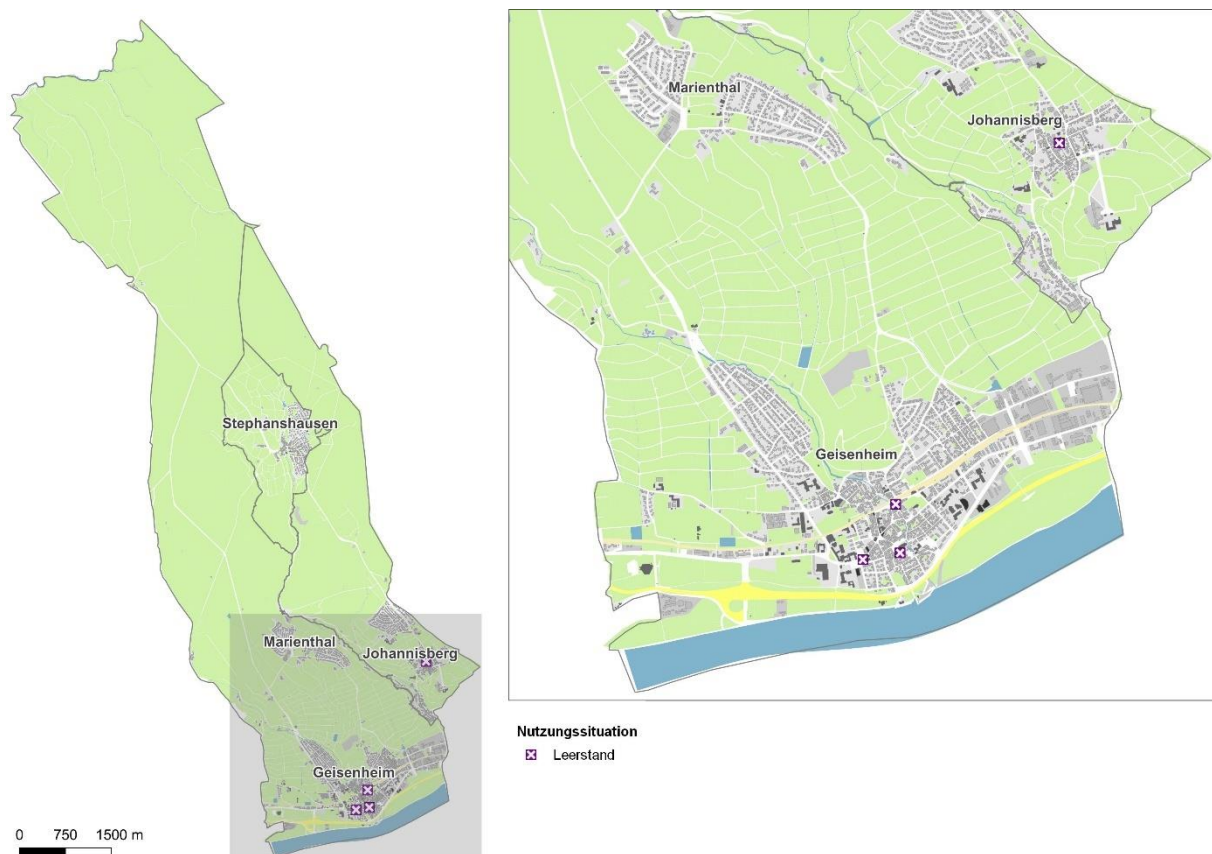 Stephanshausen
Marienthal
Johannisberg
Geisenheim
0 750 1500 m
Marienthal
Johannisberg
Geisenheim
Nutzungssituation
Leerstand